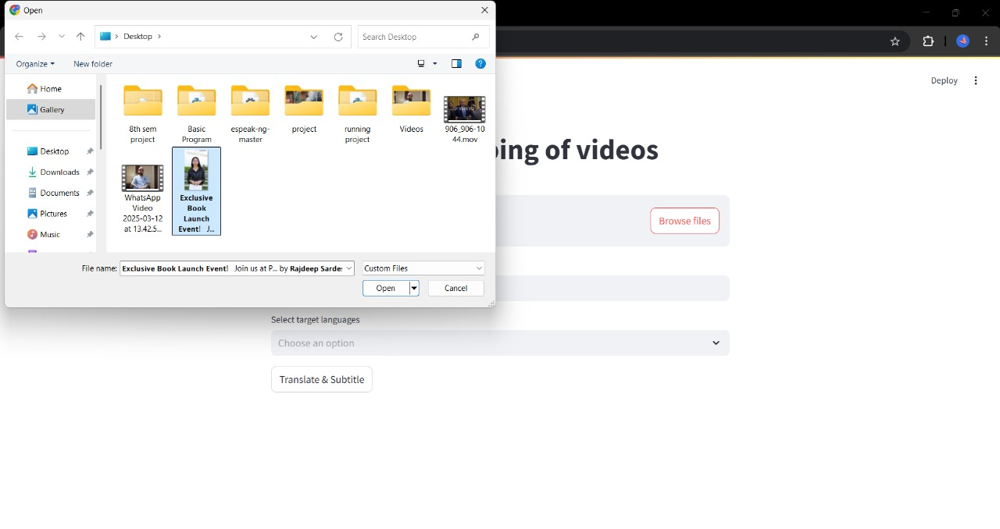 Open
Desktop
Search Desktop
Organize
New folder
Home
Gallery
Desktop
Downloads
Documents
Pictures
Music
8th sem
project
Basic
Program
espeak-ng-
master
project
running
project
Videos
906_906-10
44.mov
WhatsApp
Video
2025-03-12
at 13.42.5...
Exclusive
Book
Launch
Event! J...
File name:
Exclusive Book Launch Event! Join us at P... by Rajdeep Sarde
Custom Files
Open
Cancel
Deploy
ing of videos
Browse files
Select target languages
Choose an option
Translate & Subtitle